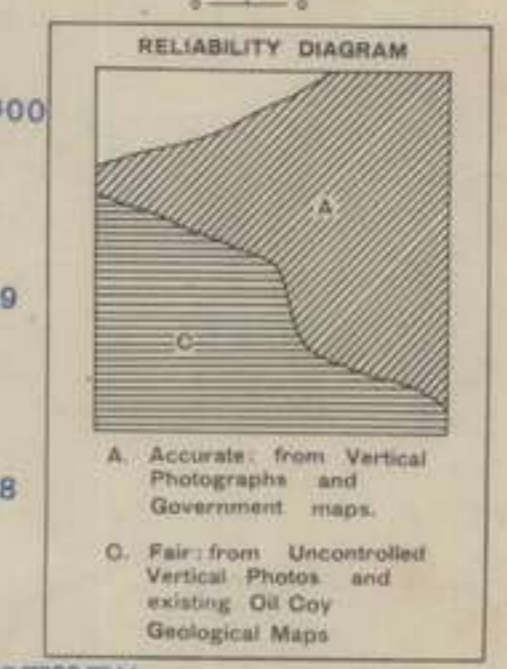 RELIABILITY DIAGRAM
00
A
9
C
8
A. Accurate: from Vertical
Photographs and
Government maps.
C. Fair: from Uncontrolled
Vertical Photos and
existing Oil Coy
Geological Maps